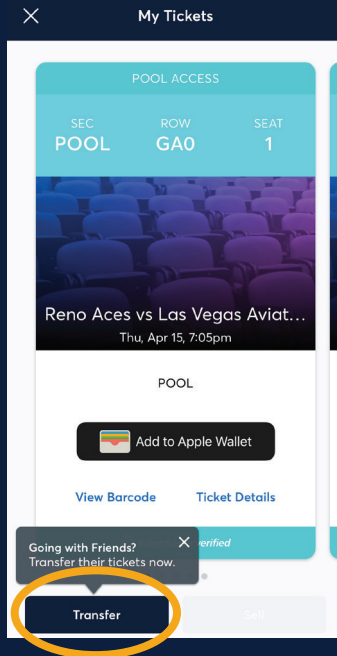 My Tickets
POOL ACCESS
SEC ROW SEAT
POOL GA0 1
Reno Aces vs Las Vegas Aviat...
Thu, Apr 15, 7:05pm
POOL
Add to Apple Wallet
View Barcode Ticket Details
Going with Friends?
Transfer their tickets now.
verified
Transfer Sell